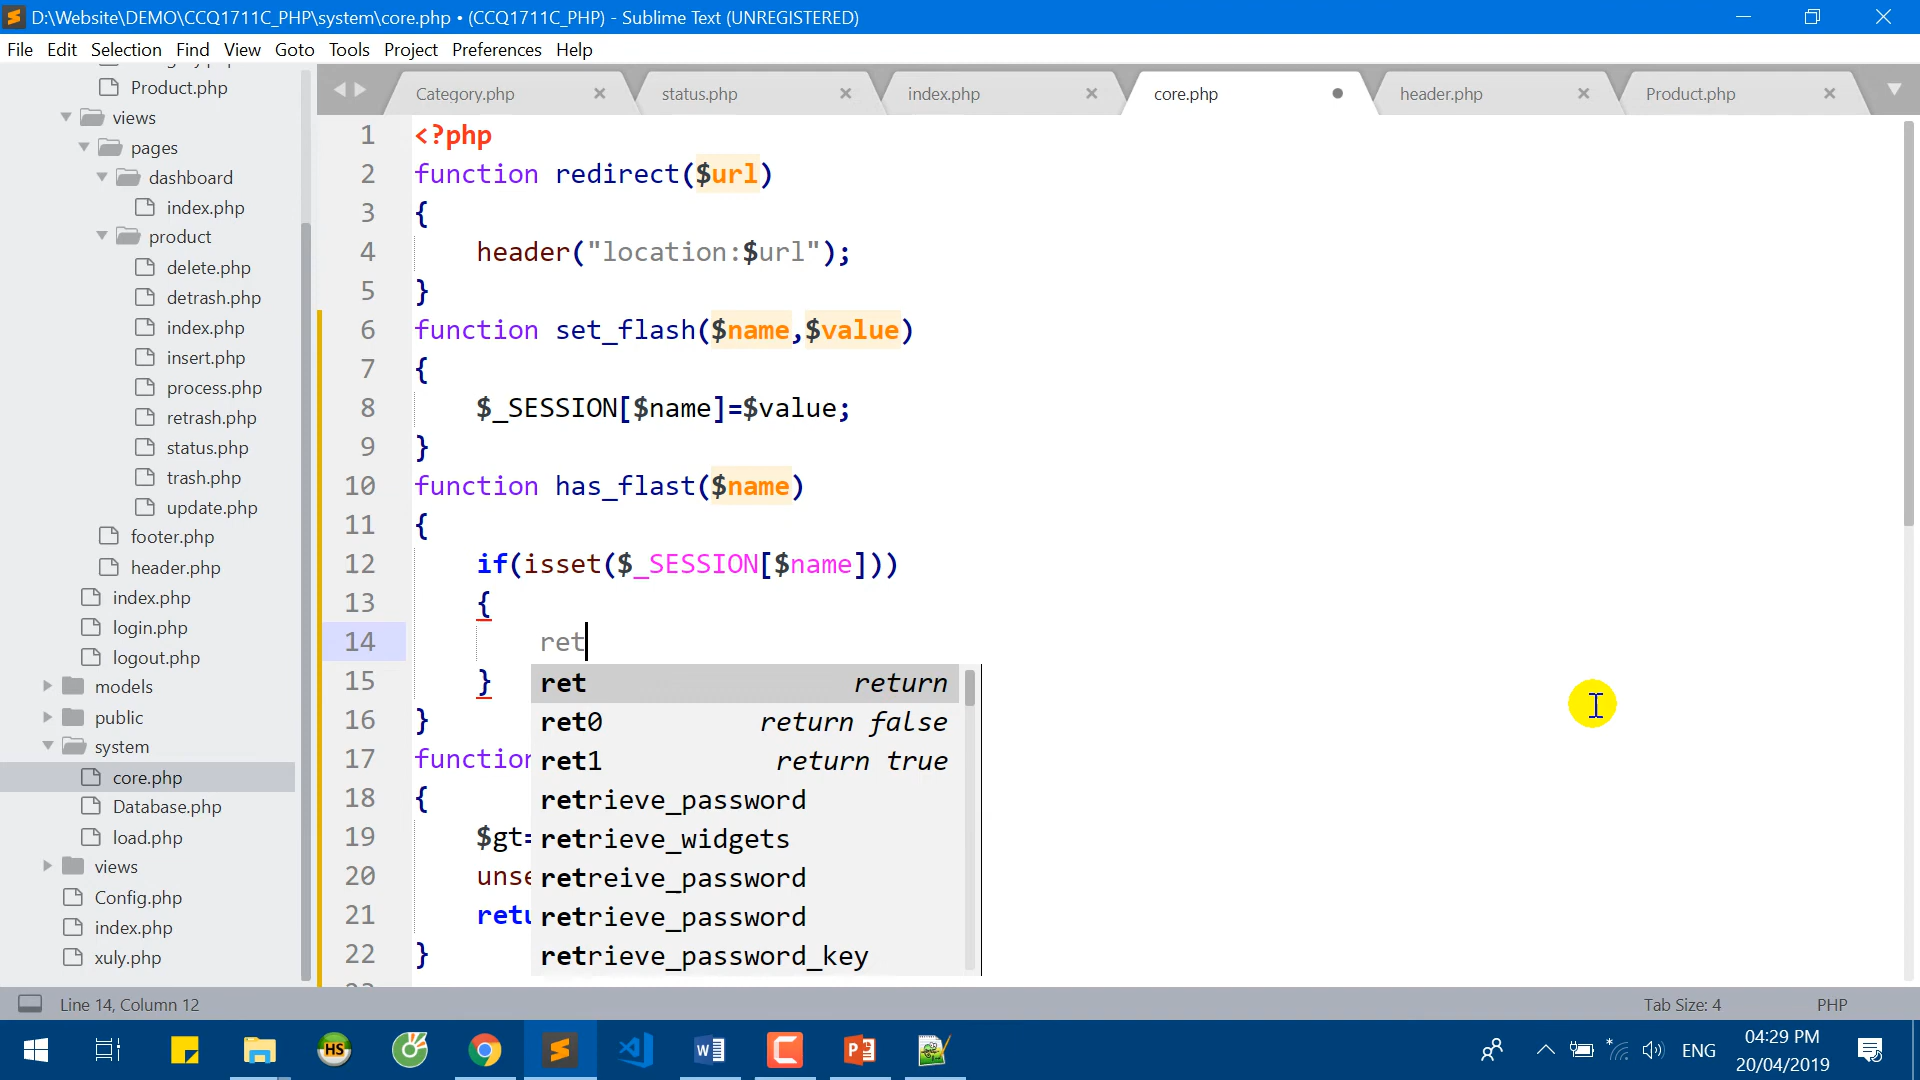 D:\Website\DEMO\CCQ1711C_PHP\system\core.php • (CCQ1711C_PHP) - Sublime Text (UNREGISTERED)
File Edit Selection Find View Goto Tools Project Preferences Help
Product.php
views
pages
dashboard
index.php
product
delete.php
detrash.php
index.php
insert.php
process.php
retrash.php
status.php
trash.php
update.php
footer.php
header.php
index.php
login.php
logout.php
models
public
system
core.php
Database.php
load.php
views
Config.php
index.php
xuly.php
Category.php status.php index.php core.php header.php Product.php
1 <?php
2 function redirect($url)
3 {
4 header("location:$url");
5 }
6 function set_flash($name,$value)
7 {
8 $_SESSION[$name]=$value;
9 }
10 function has_flast($name)
11 {
12 if(isset($_SESSION[$name]))
13 {
14 ret
15 }
16 }
17 function
18 {
19 $gt=
20 unse
21 retu
22 }
ret return
ret0 return false
ret1 return true
retrieve_password
retrieve_widgets
retreive_password
retrieve_password
retrieve_password_key
Line 14, Column 12 Tab Size: 4 PHP
HS
ENG
04:29 PM
20/04/2019